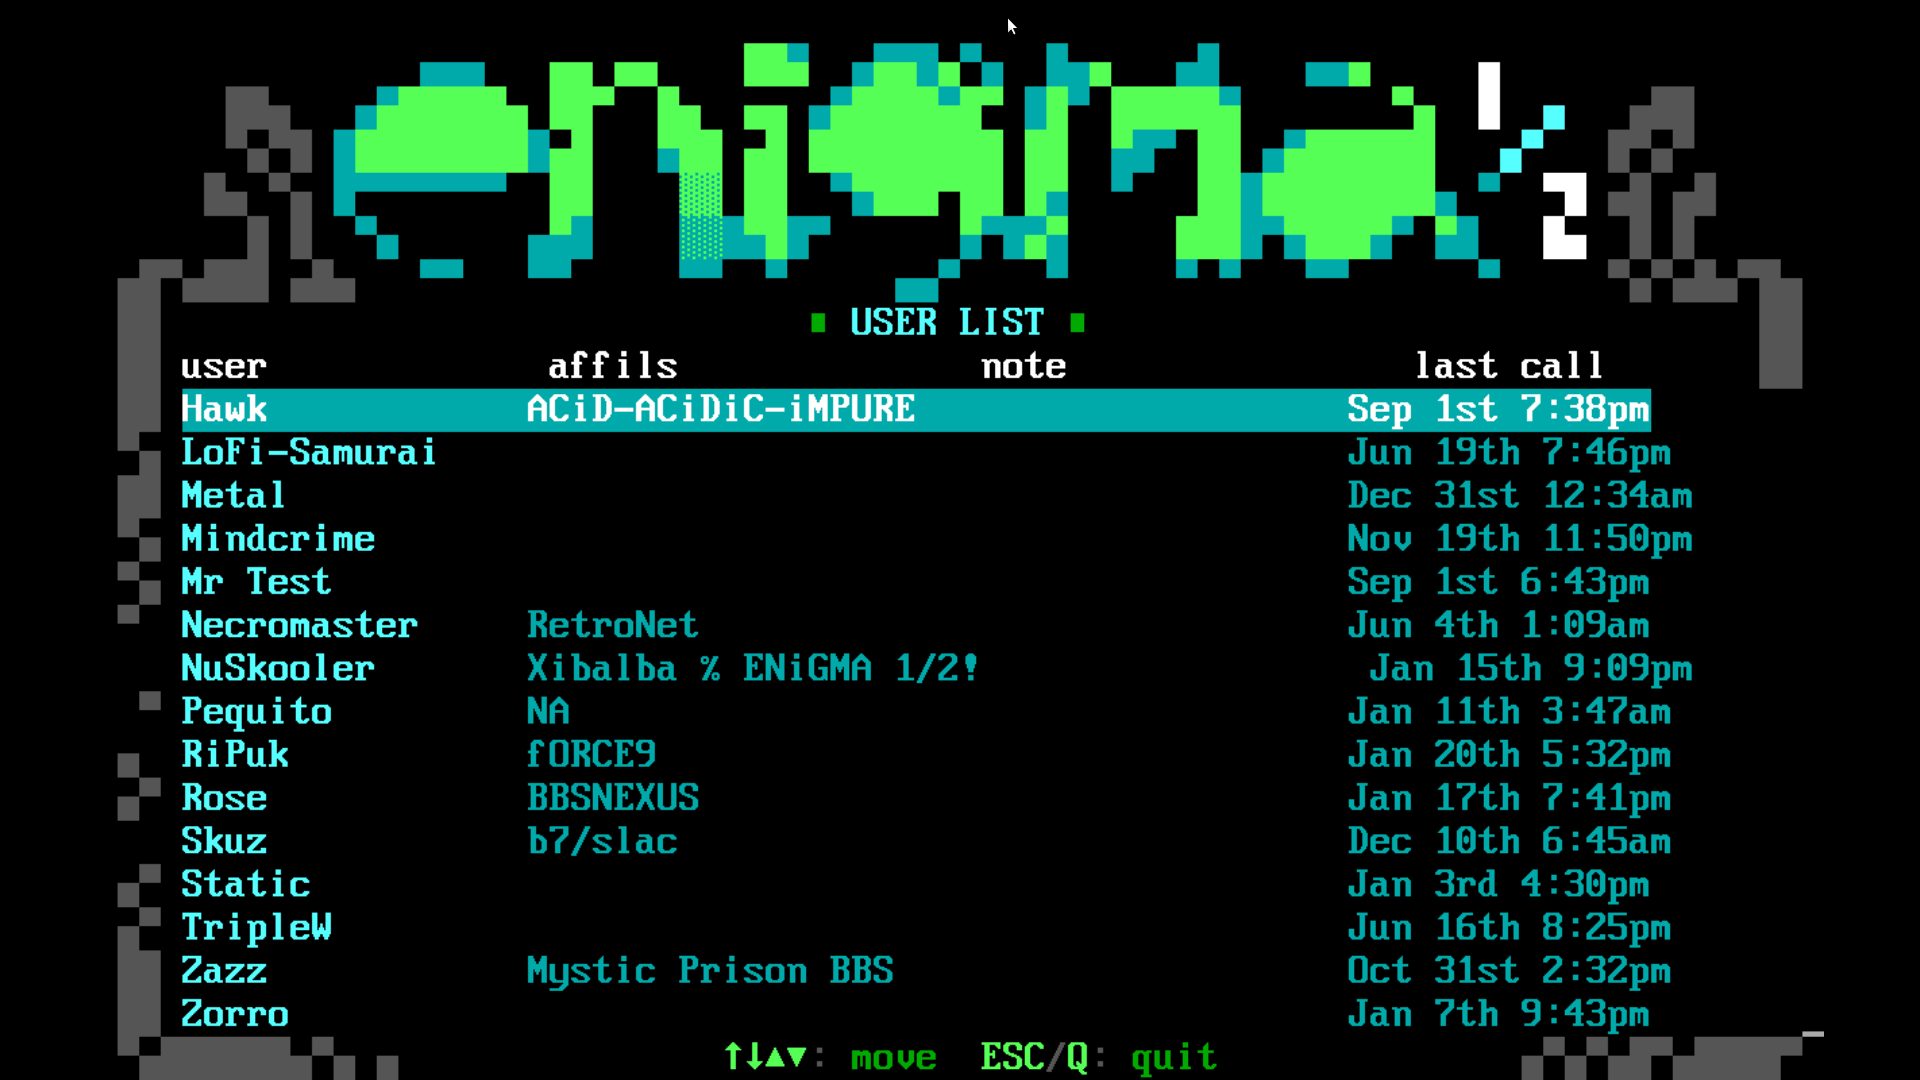 enigma 1/2
USER LIST
user affils note last call
Hawk ACiD-ACiDiC-iMPURE Sep 1st 7:38pm
LoFi-Samurai Jun 19th 7:46pm
Metal Dec 31st 12:34am
Mindcrime Nov 19th 11:50pm
Mr Test Sep 1st 6:43pm
Necromaster RetroNet Jun 4th 1:09am
NuSkooler Xibalba % ENiGMA 1/2! Jan 15th 9:09pm
Pequito NA Jan 11th 3:47am
RiPuk fORCE9 Jan 20th 5:32pm
Rose BBSNEXUS Jan 17th 7:41pm
Skuz b7/slac Dec 10th 6:45am
Static Jan 3rd 4:30pm
TripleW Jun 16th 8:25pm
Zazz Mystic Prison BBS Oct 31st 2:32pm
Zorro Jan 7th 9:43pm
↑↓▲▼: move ESC/Q: quit